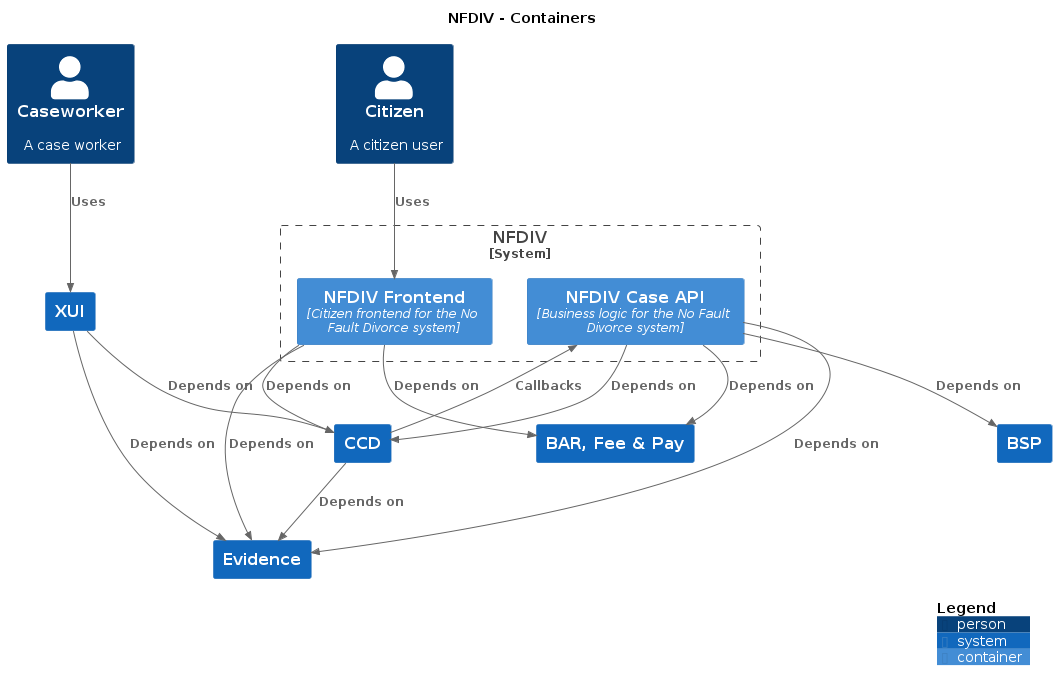 NFDIV - Containers
Caseworker
A case worker
Citizen
A citizen user
Uses
Uses
NFDIV
[System]
NFDIV Frontend
[Citizen frontend for the No
Fault Divorce system]
NFDIV Case API
[Business logic for the No Fault
Divorce system]
XUI
Depends on
Depends on
Depends on
Callbacks
Depends on
Depends on
Depends on
Depends on
Depends on
CCD
BAR, Fee & Pay
Depends on
BSP
Depends on
Evidence
Legend
person
system
container